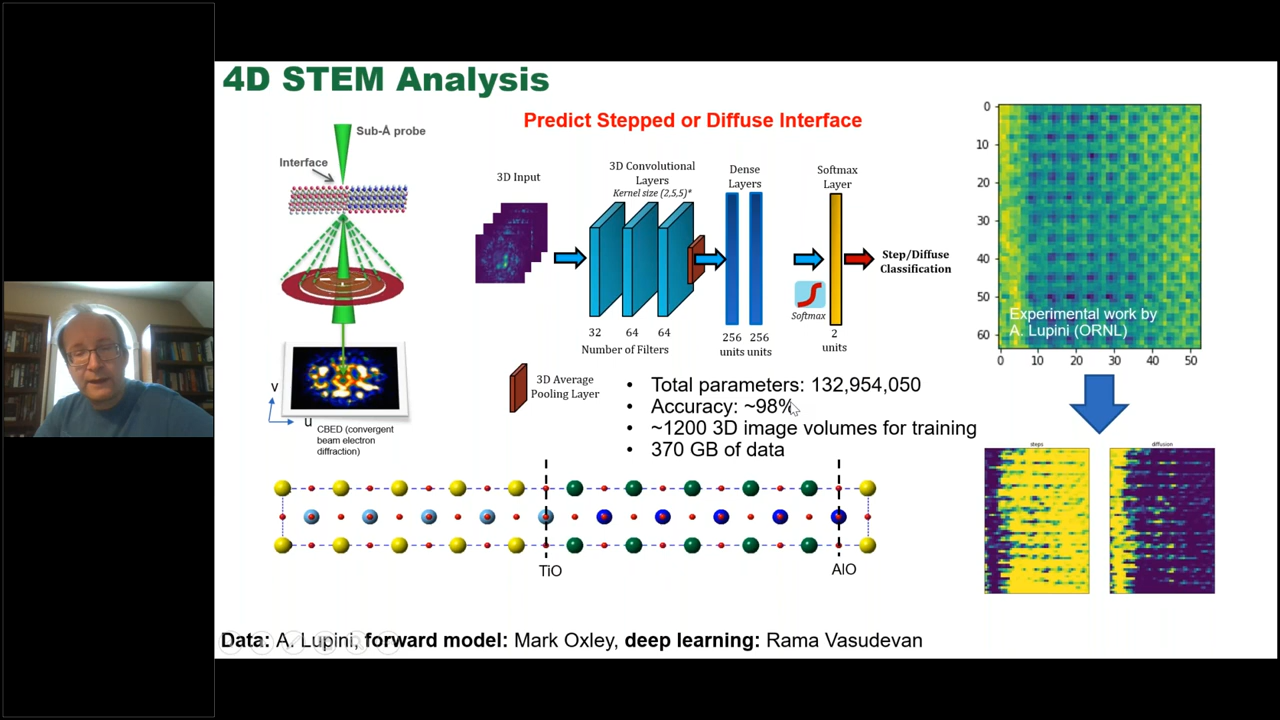 4D STEM Analysis
Predict Stepped or Diffuse Interface
Sub-Å probe
Interface
v
u
CBED (convergent
beam electron
diffraction)
3D Input
3D Convolutional
Layers
Kernel size (2,5,5)*
Dense
Layers
Softmax
Layer
Step/Diffuse
Classification
Softmax
32
64
64
Number of Filters
256
units
256
units
2
units
3D Average
Pooling Layer
• Total parameters: 132,954,050
• Accuracy: ~98%
• ~1200 3D image volumes for training
• 370 GB of data
0
10
20
30
40
50
60
0
10
20
30
40
50
Experimental work by
A. Lupini (ORNL)
steps
diffusion
TiO
AlO
Data: A. Lupini, forward model: Mark Oxley, deep learning: Rama Vasudevan